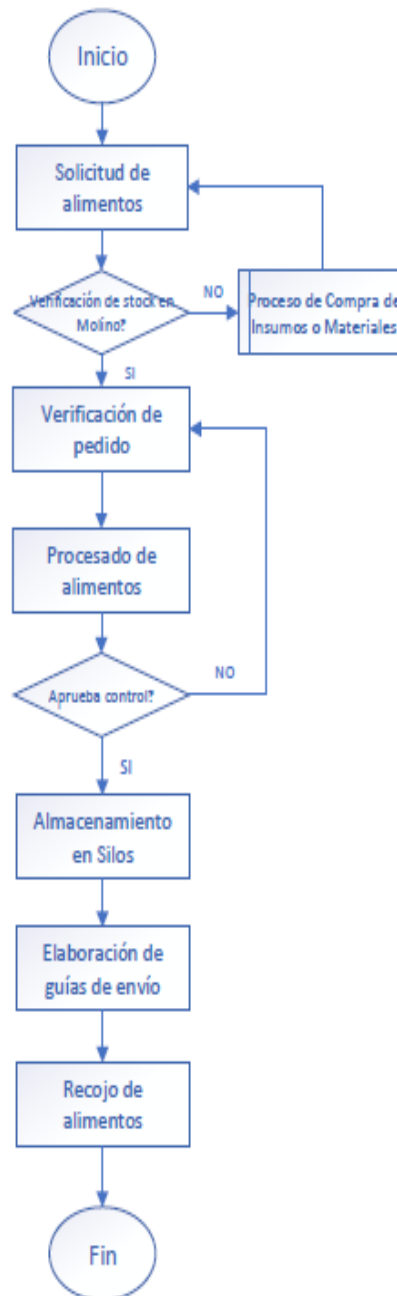 Inicio
Solicitud de
alimentos
Verificación de stock en
Molino?
NO
Proceso de Compra de
Insumos o Materiales
SI
Verificación de
pedido
Procesado de
alimentos
Aprueba control?
NO
SI
Almacenamiento
en Silos
Elaboración de
guías de envío
Recojo de
alimentos
Fin